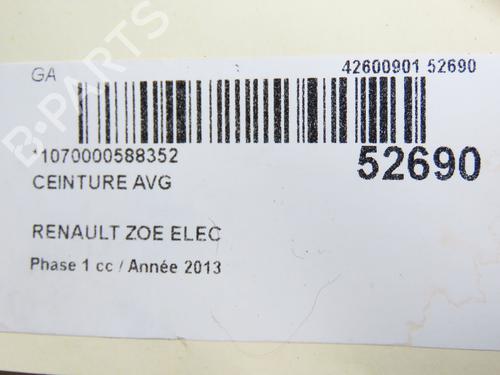 GA 42600901 52690
*1070000588352 52690
CEINTURE AVG
RENAULT ZOE ELEC
Phase 1 cc / Année 2013
B-PARTS